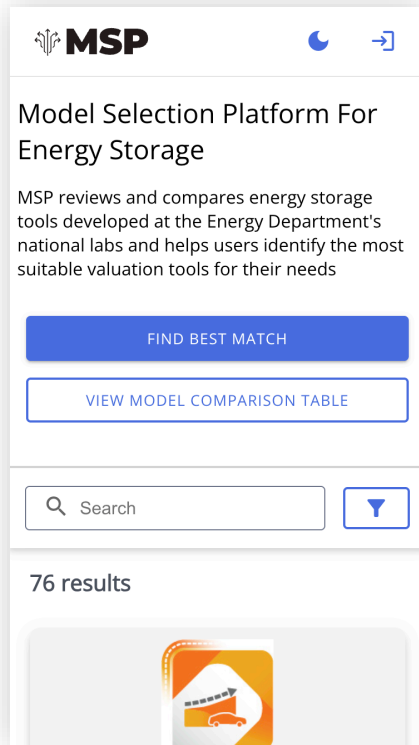 MSP
Model Selection Platform For
Energy Storage
MSP reviews and compares energy storage
tools developed at the Energy Department's
national labs and helps users identify the most
suitable valuation tools for their needs
FIND BEST MATCH
VIEW MODEL COMPARISON TABLE
Search
76 results